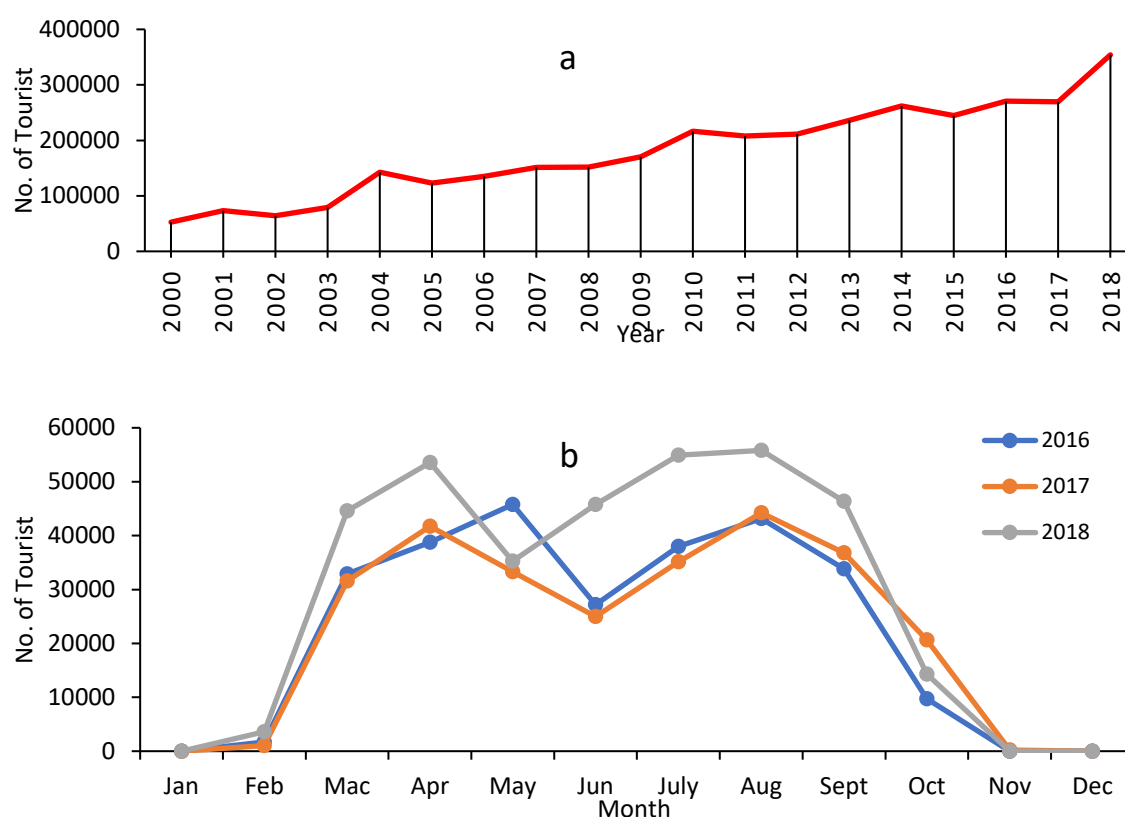 a
No. of Tourist
400000
300000
200000
100000
0
2000 2001 2002 2003 2004 2005 2006 2007 2008 2009 2010 2011 2012 2013 2014 2015 2016 2017 2018
Year
b
No. of Tourist
60000
50000
40000
30000
20000
10000
0
2016
2017
2018
Jan Feb Mac Apr May Jun July Aug Sept Oct Nov Dec
Month